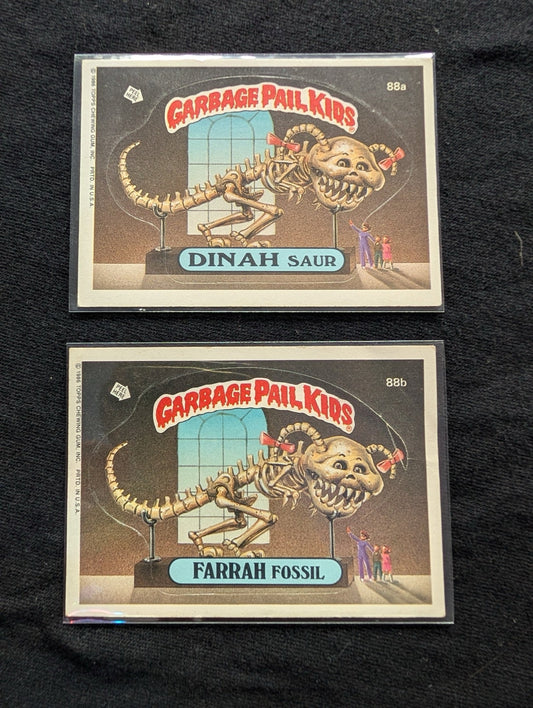 © 1986 TOPPS CHEWING GUM, INC. PRTD. IN U.S.A.
PEEL HERE
GARBAGE PAIL KIDS
88a
DINAH SAUR
© 1986 TOPPS CHEWING GUM, INC. PRTD. IN U.S.A.
PEEL HERE
GARBAGE PAIL KIDS
88b
FARRAH FOSSIL